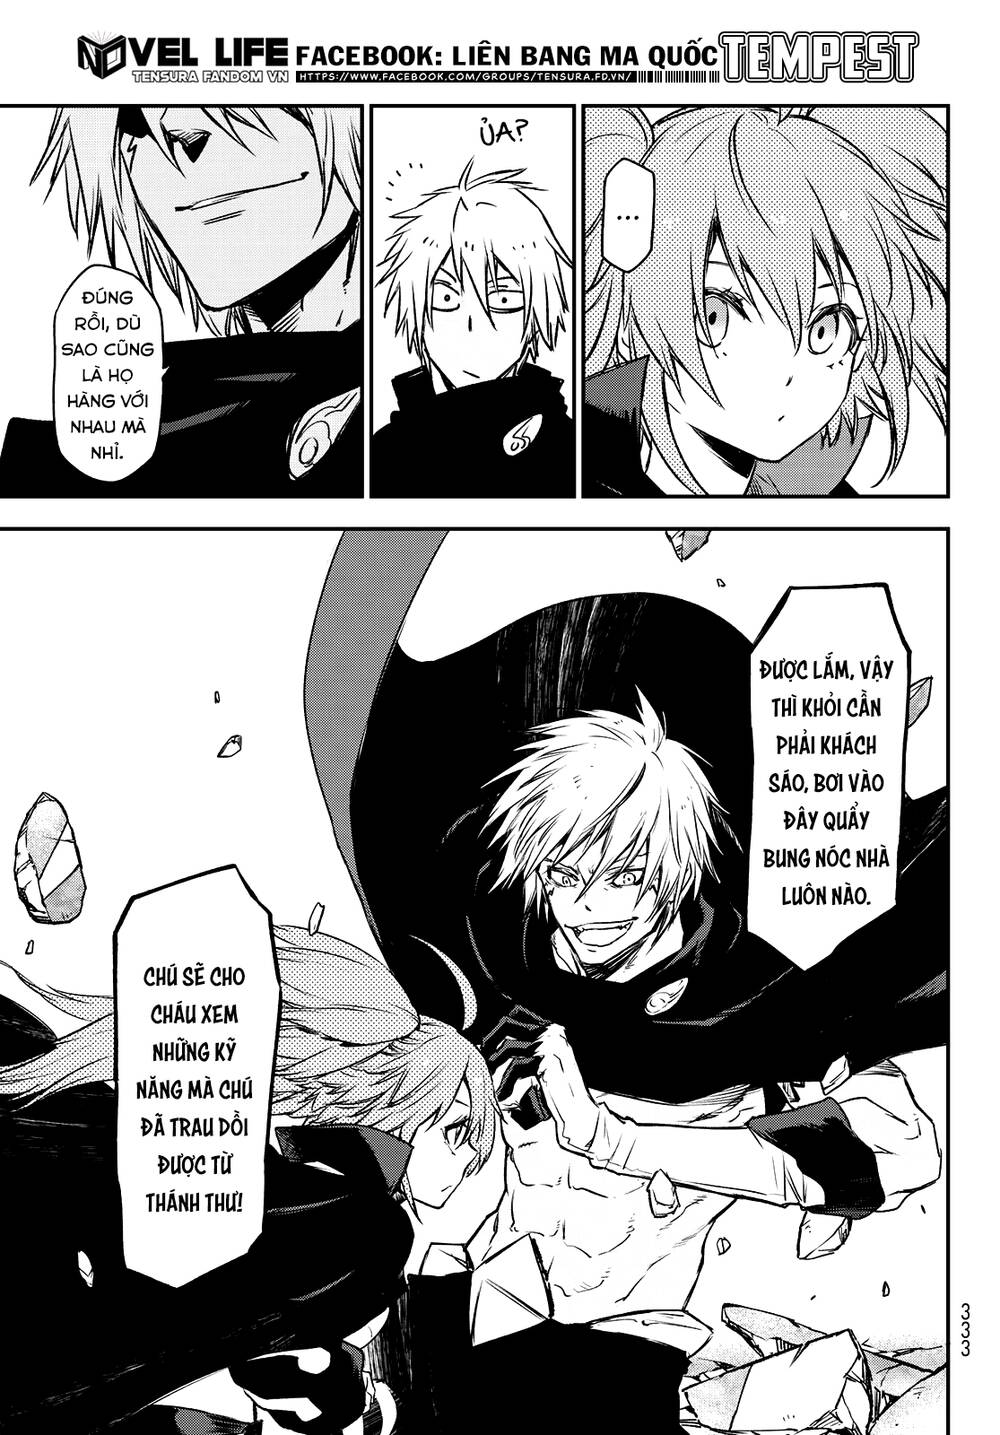 NOVEL LIFE
TENSURA FANDOM VN
FACEBOOK: LIÊN BANG MA QUỐC
HTTPS://WWW.FACEBOOK.COM/GROUPS/TENSURA.FD.VN/
TEMPEST
...
ỦA?
ĐÚNG
RỒI, DÙ
SAO CŨNG
LÀ HỌ
HÀNG VỚI
NHAU MÀ
NHỈ.
ĐƯỢC LẮM, VẬY
THÌ KHỎI CẦN
PHẢI KHÁCH
SÁO, BƠI VÀO
ĐÂY QUẨY
BUNG NÓC NHÀ
LUÔN NÀO.
CHÚ SẼ CHO
CHÁU XEM
NHỮNG KỸ
NĂNG MÀ CHÚ
ĐÃ TRAU DỒI
ĐƯỢC TỪ
THÁNH THƯ!
333